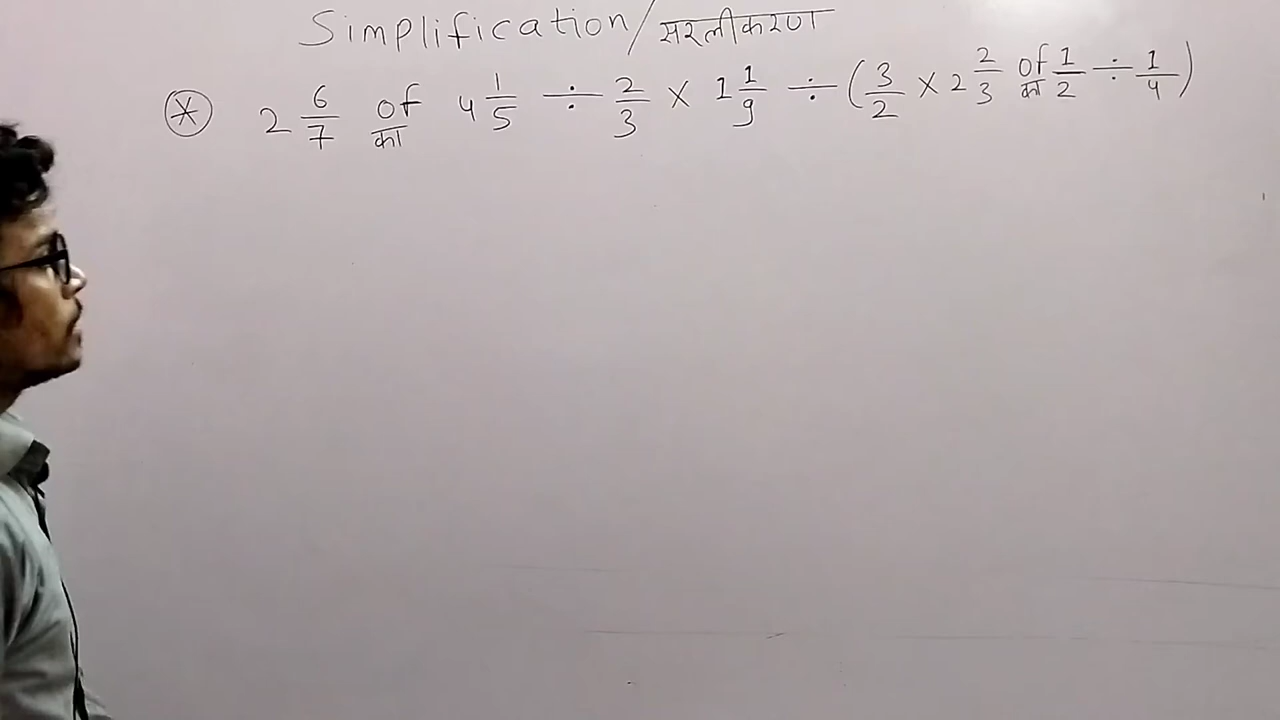 Simplification/सरलीकरण
* 2 6/7 of का 4 1/5 ÷ 2/3 × 1 1/9 ÷ (3/2 × 2 2/3 of का 1/2 ÷ 1/4)